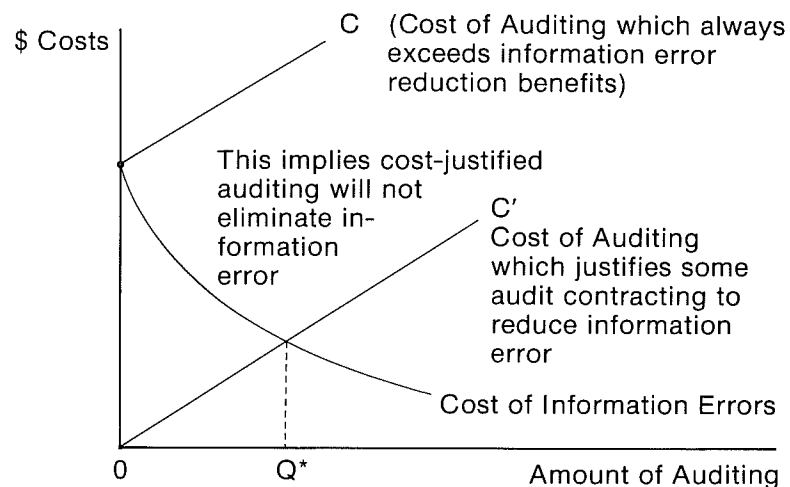 $ Costs
C (Cost of Auditing which always
exceeds information error
reduction benefits)
This implies cost-justified
auditing will not
eliminate in-
formation
error
C′
Cost of Auditing
which justifies some
audit contracting to
reduce information
error
Cost of Information Errors
0
Q*
Amount of Auditing